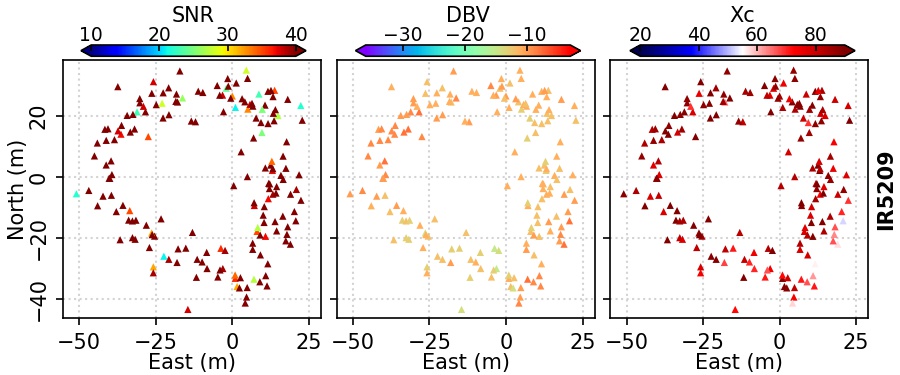 SNR DBV Xc
10 20 30 40 −30 −20 −10 20 40 60 80
North (m)
20
0
−20
−40
IR5209
−50 −25 0 25 −50 −25 0 25 −50 −25 0 25
East (m) East (m) East (m)